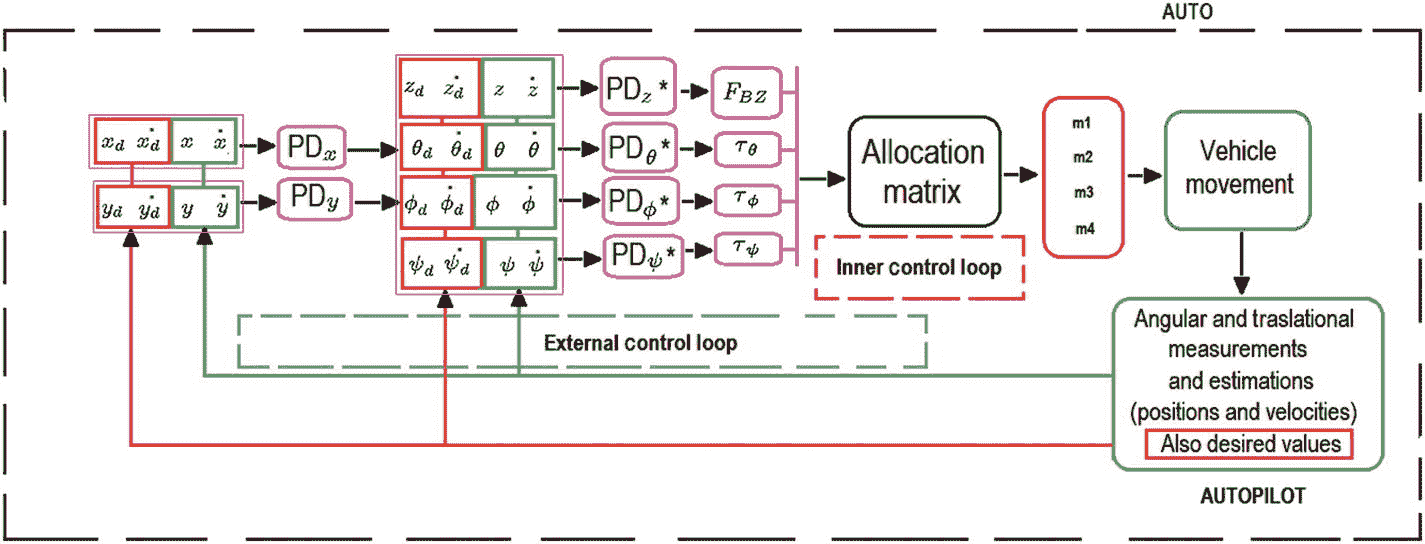 AUTO
z_d ż_d z ż
PD_z *
F_BZ
x_d ẋ_d x ẋ
PD_x
θ_d θ̇_d θ θ̇
PD_θ *
τ_θ
y_d ẏ_d y ẏ
PD_y
ϕ_d ϕ̇_d ϕ ϕ̇
PD_ϕ *
τ_ϕ
ψ_d ψ̇_d ψ ψ̇
PD_ψ *
τ_ψ
Allocation
matrix
m1
m2
m3
m4
Vehicle
movement
Inner control loop
External control loop
Angular and traslational
measurements
and estimations
(positions and velocities)
Also desired values
AUTOPILOT